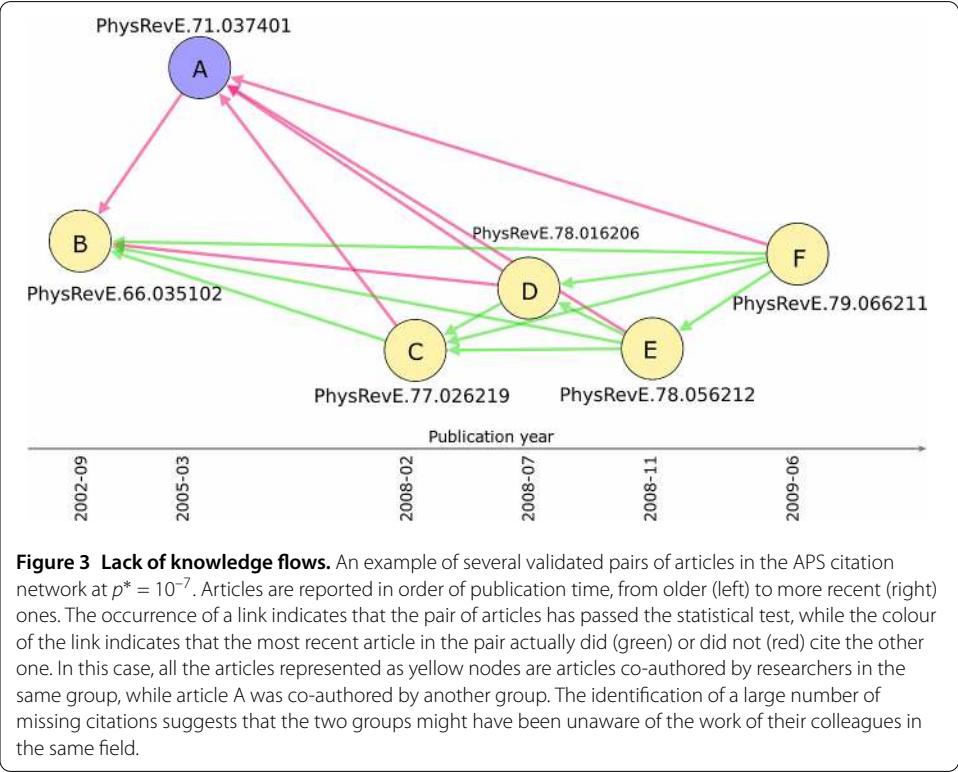 PhysRevE.71.037401
A
B
PhysRevE.78.016206
F
D
PhysRevE.66.035102
PhysRevE.79.066211
C
E
PhysRevE.77.026219
PhysRevE.78.056212
Publication year
2002-09
2005-03
2008-02
2008-07
2008-11
2009-06
Figure 3 Lack of knowledge flows. An example of several validated pairs of articles in the APS citation
network at p* = 10–7. Articles are reported in order of publication time, from older (left) to more recent (right)
ones. The occurrence of a link indicates that the pair of articles has passed the statistical test, while the colour
of the link indicates that the most recent article in the pair actually did (green) or did not (red) cite the other
one. In this case, all the articles represented as yellow nodes are articles co-authored by researchers in the
same group, while article A was co-authored by another group. The identification of a large number of
missing citations suggests that the two groups might have been unaware of the work of their colleagues in
the same field.